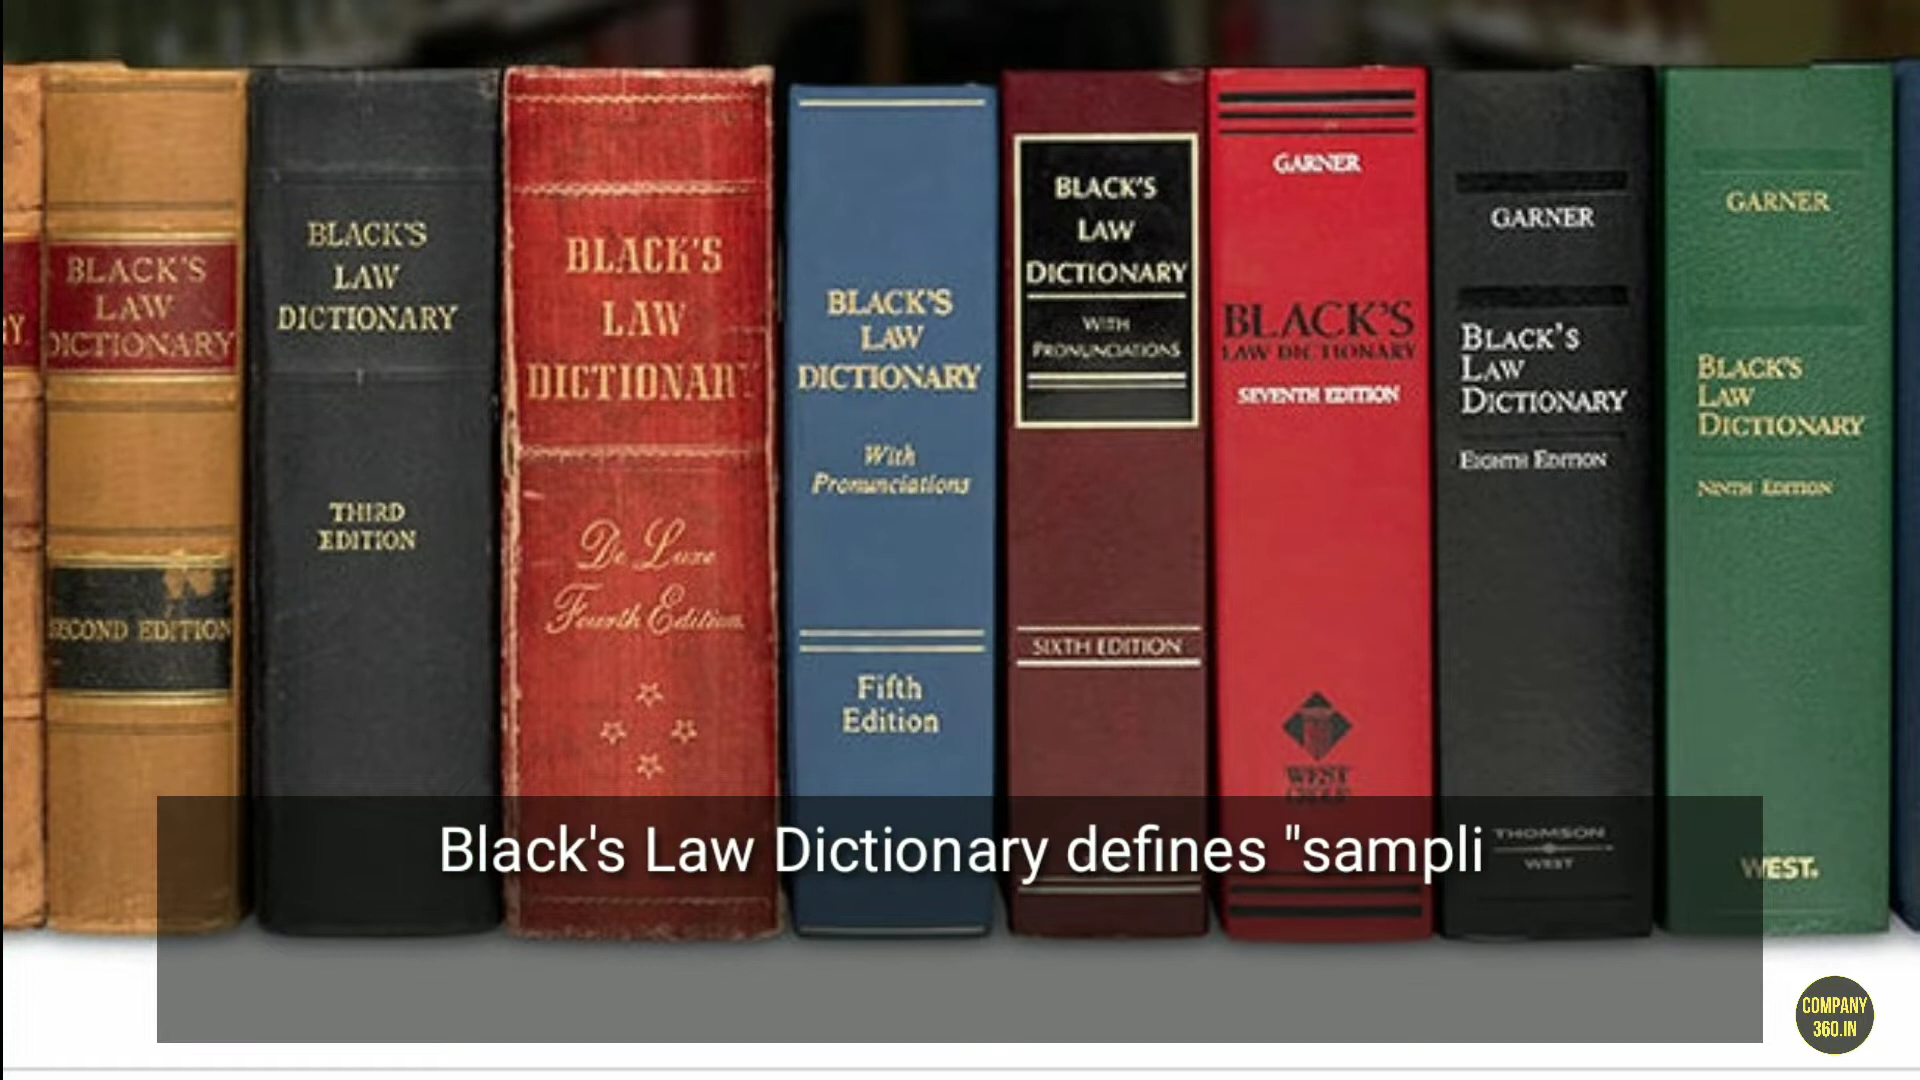 RY
BLACK'S
LAW
DICTIONARY
SECOND EDITION
BLACK'S
LAW
DICTIONARY
THIRD
EDITION
BLACK'S
LAW
DICTIONARY
De Luxe
Fourth Edition
BLACK'S
LAW
DICTIONARY
With
Pronunciations
Fifth
Edition
BLACK'S
LAW
DICTIONARY
WITH
PRONUNCIATIONS
SIXTH EDITION
GARNER
BLACK'S
LAW DICTIONARY
SEVENTH EDITION
WEST
GROUP
GARNER
BLACK'S
LAW
DICTIONARY
EIGHTH EDITION
THOMSON
WEST
GARNER
BLACK'S
LAW
DICTIONARY
NINTH EDITION
WEST.
Black's Law Dictionary defines "sampli
COMPANY
360.IN